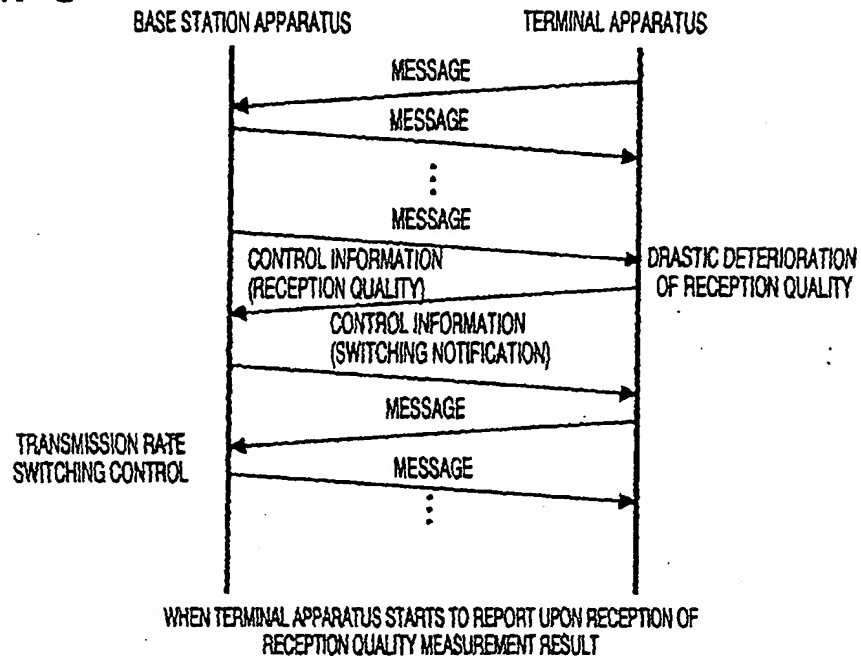 BASE STATION APPARATUS
TERMINAL APPARATUS
MESSAGE
MESSAGE
MESSAGE
CONTROL INFORMATION
(RECEPTION QUALITY)
DRASTIC DETERIORATION
OF RECEPTION QUALITY
CONTROL INFORMATION
(SWITCHING NOTIFICATION)
MESSAGE
TRANSMISSION RATE
SWITCHING CONTROL
MESSAGE
WHEN TERMINAL APPARATUS STARTS TO REPORT UPON RECEPTION OF
RECEPTION QUALITY MEASUREMENT RESULT